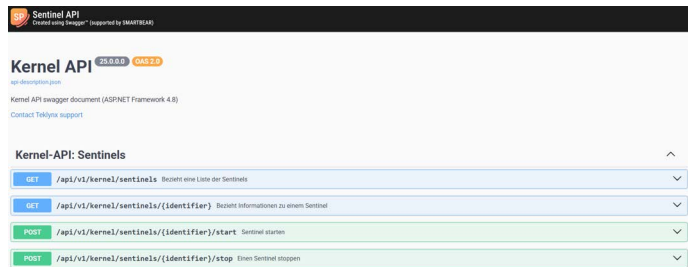 SP
Sentinel API
Created using Swagger™ (supported by SMARTBEAR)
Kernel API 25.0.0.0 OAS 2.0
api-description.json
Kernel API swagger document (ASP.NET Framework 4.8)
Contact Teklynx support
Kernel-API: Sentinels
GET /api/v1/kernel/sentinels Bezieht eine Liste der Sentinels
GET /api/v1/kernel/sentinels/{identifier} Bezieht Informationen zu einem Sentinel
POST /api/v1/kernel/sentinels/{identifier}/start Sentinel starten
POST /api/v1/kernel/sentinels/{identifier}/stop Einen Sentinel stoppen